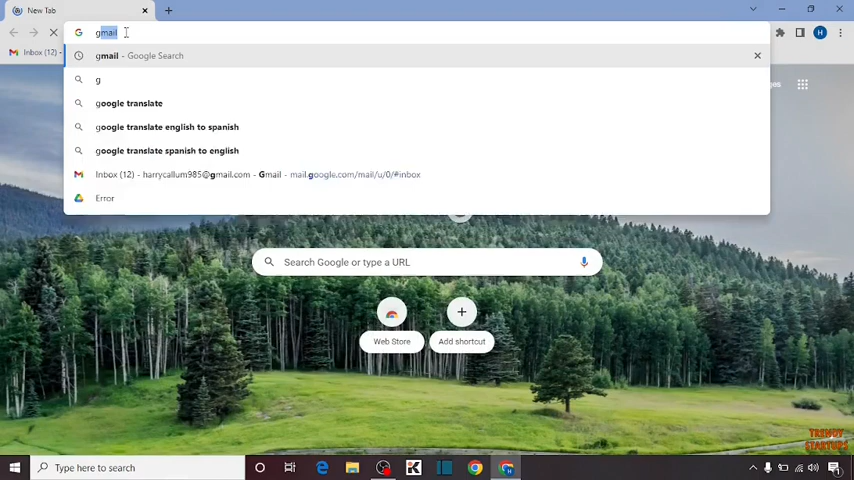 New Tab
gmail
Inbox (12) -
gmail - Google Search
g
google translate
google translate english to spanish
google translate spanish to english
Inbox (12) - harrycallum985@gmail.com - Gmail - mail.google.com/mail/u/0/#inbox
Error
Search Google or type a URL
Web Store
Add shortcut
TRENDY
STARTUPS
Type here to search